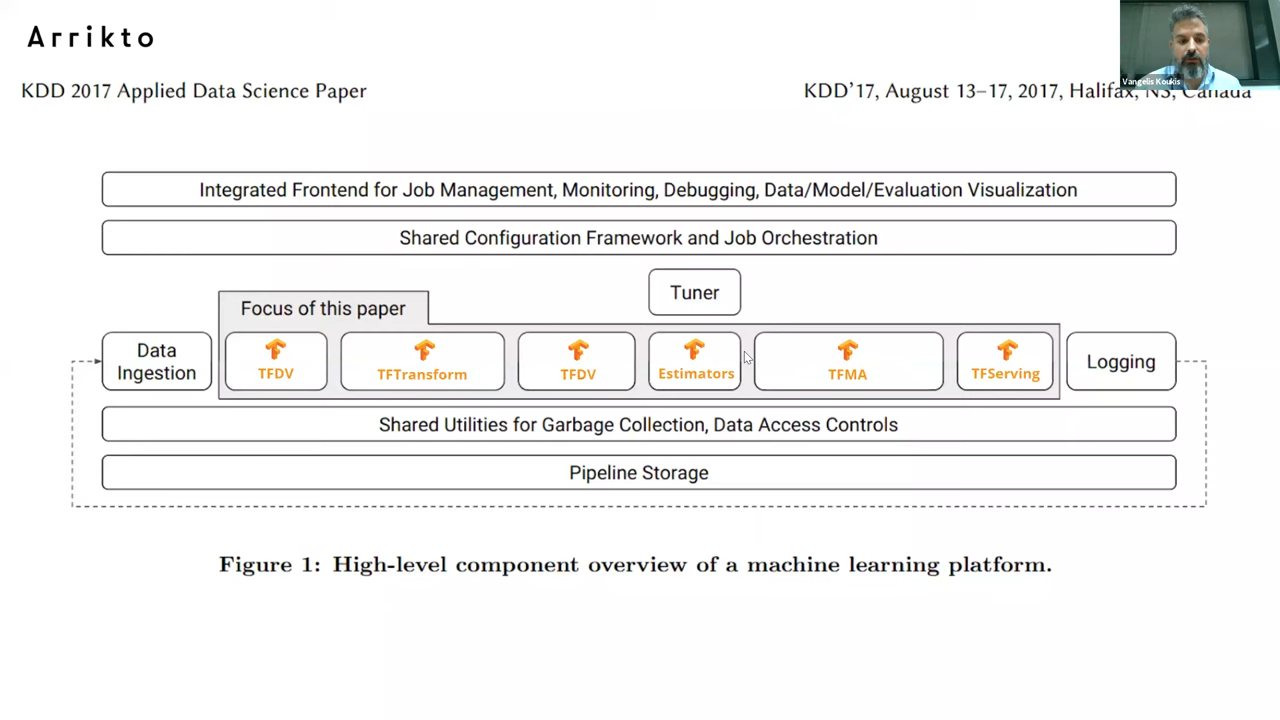 Arrikto
Vangelis Koukis
KDD 2017 Applied Data Science Paper
KDD'17, August 13–17, 2017, Halifax, NS, Canada
Integrated Frontend for Job Management, Monitoring, Debugging, Data/Model/Evaluation Visualization
Shared Configuration Framework and Job Orchestration
Tuner
Focus of this paper
Data
Ingestion
TFDV
TFTransform
TFDV
Estimators
TFMA
TFServing
Logging
Shared Utilities for Garbage Collection, Data Access Controls
Pipeline Storage
Figure 1: High-level component overview of a machine learning platform.